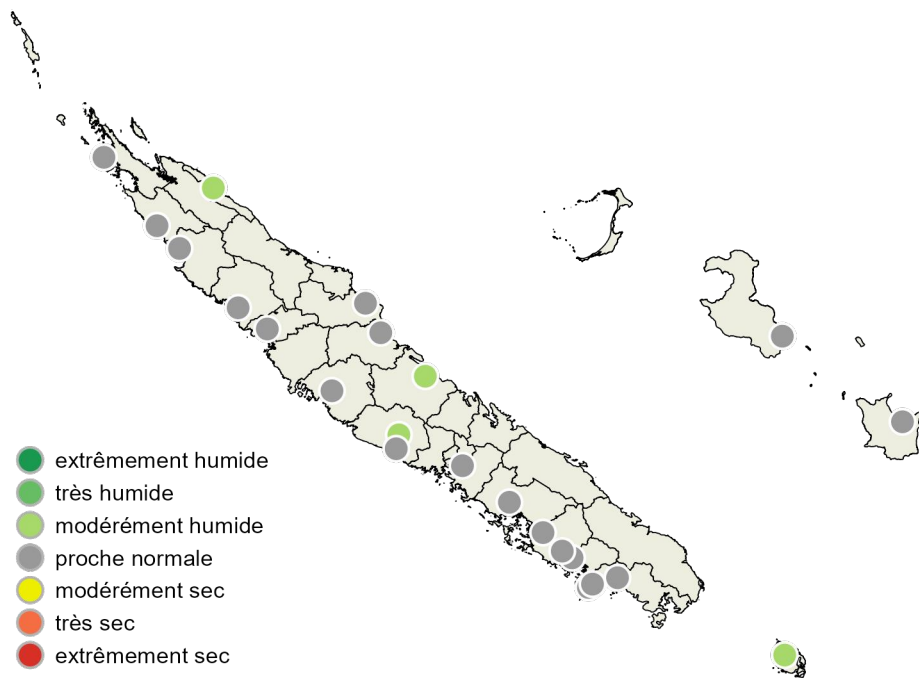 extrêmement humide
très humide
modérément humide
proche normale
modérément sec
très sec
extrêmement sec